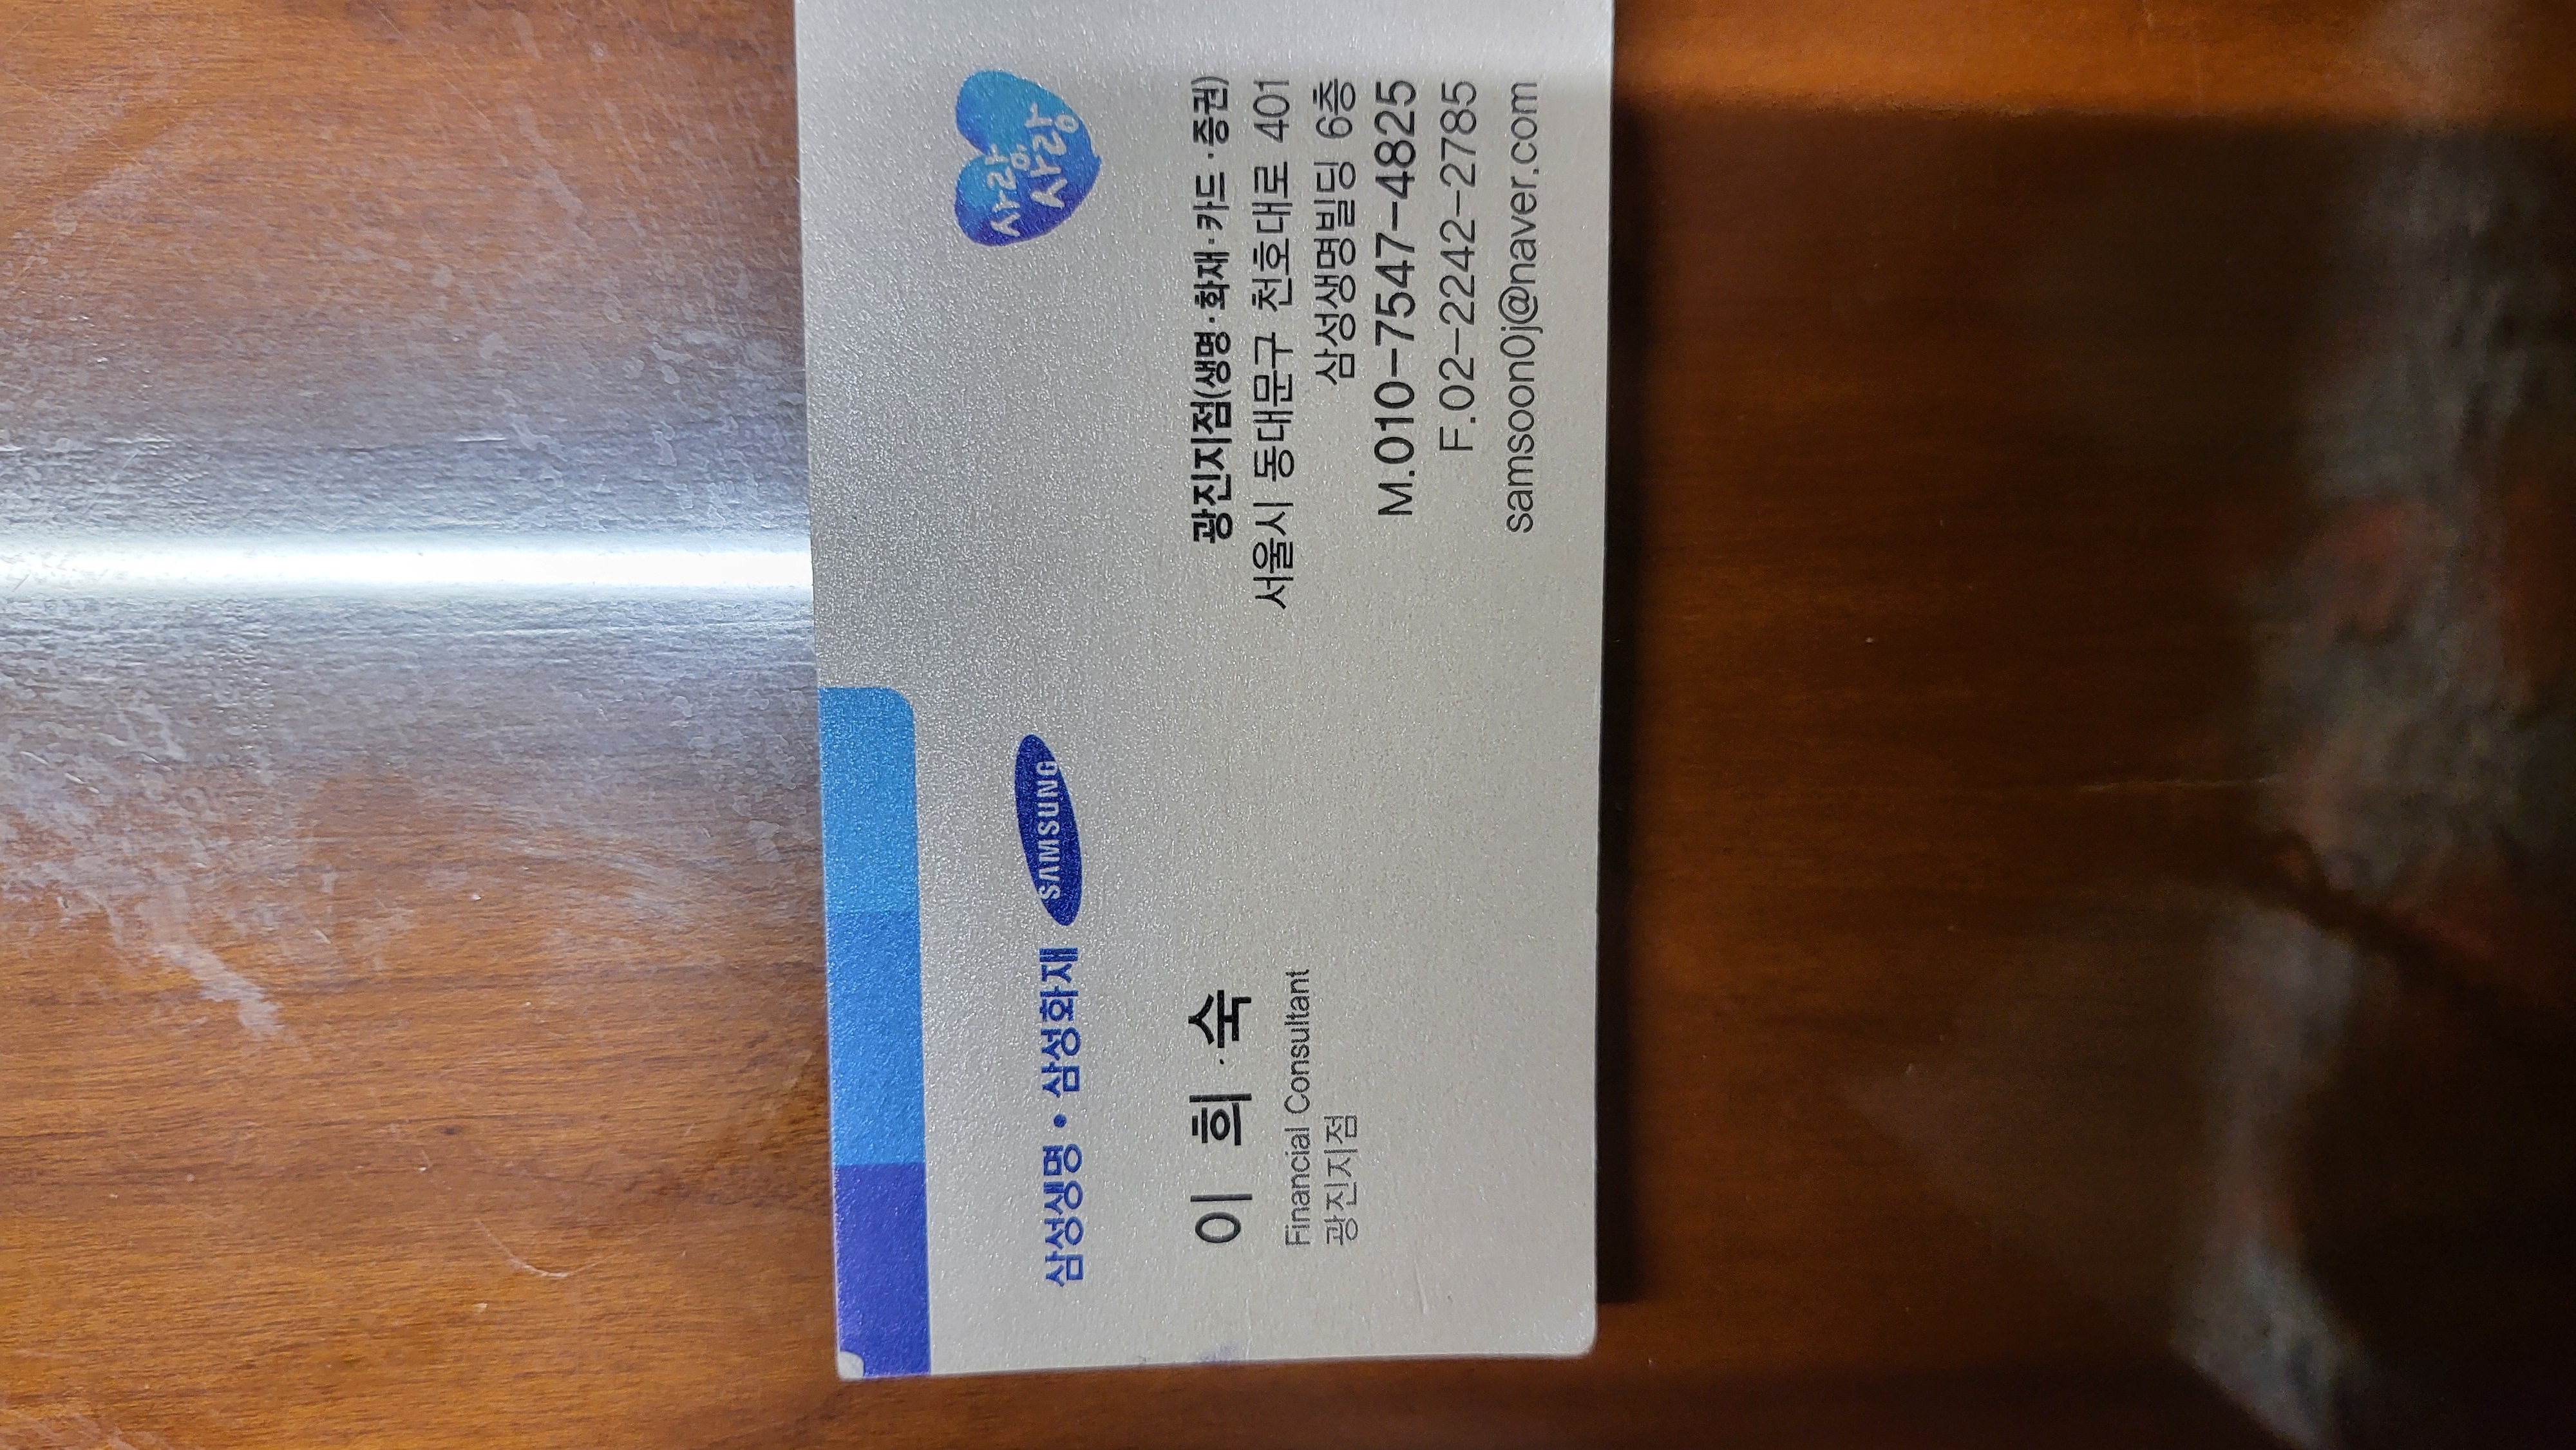 삼성생명 • 삼성화재 SAMSUNG
사랑,
사랑
이 희 숙
Financial Consultant
광진지점
광진지점(생명·화재·카드·증권)
서울시 동대문구 천호대로 401
삼성생명빌딩 6층
M.010-7547-4825
F.02-2242-2785
samsoon0j@naver.com